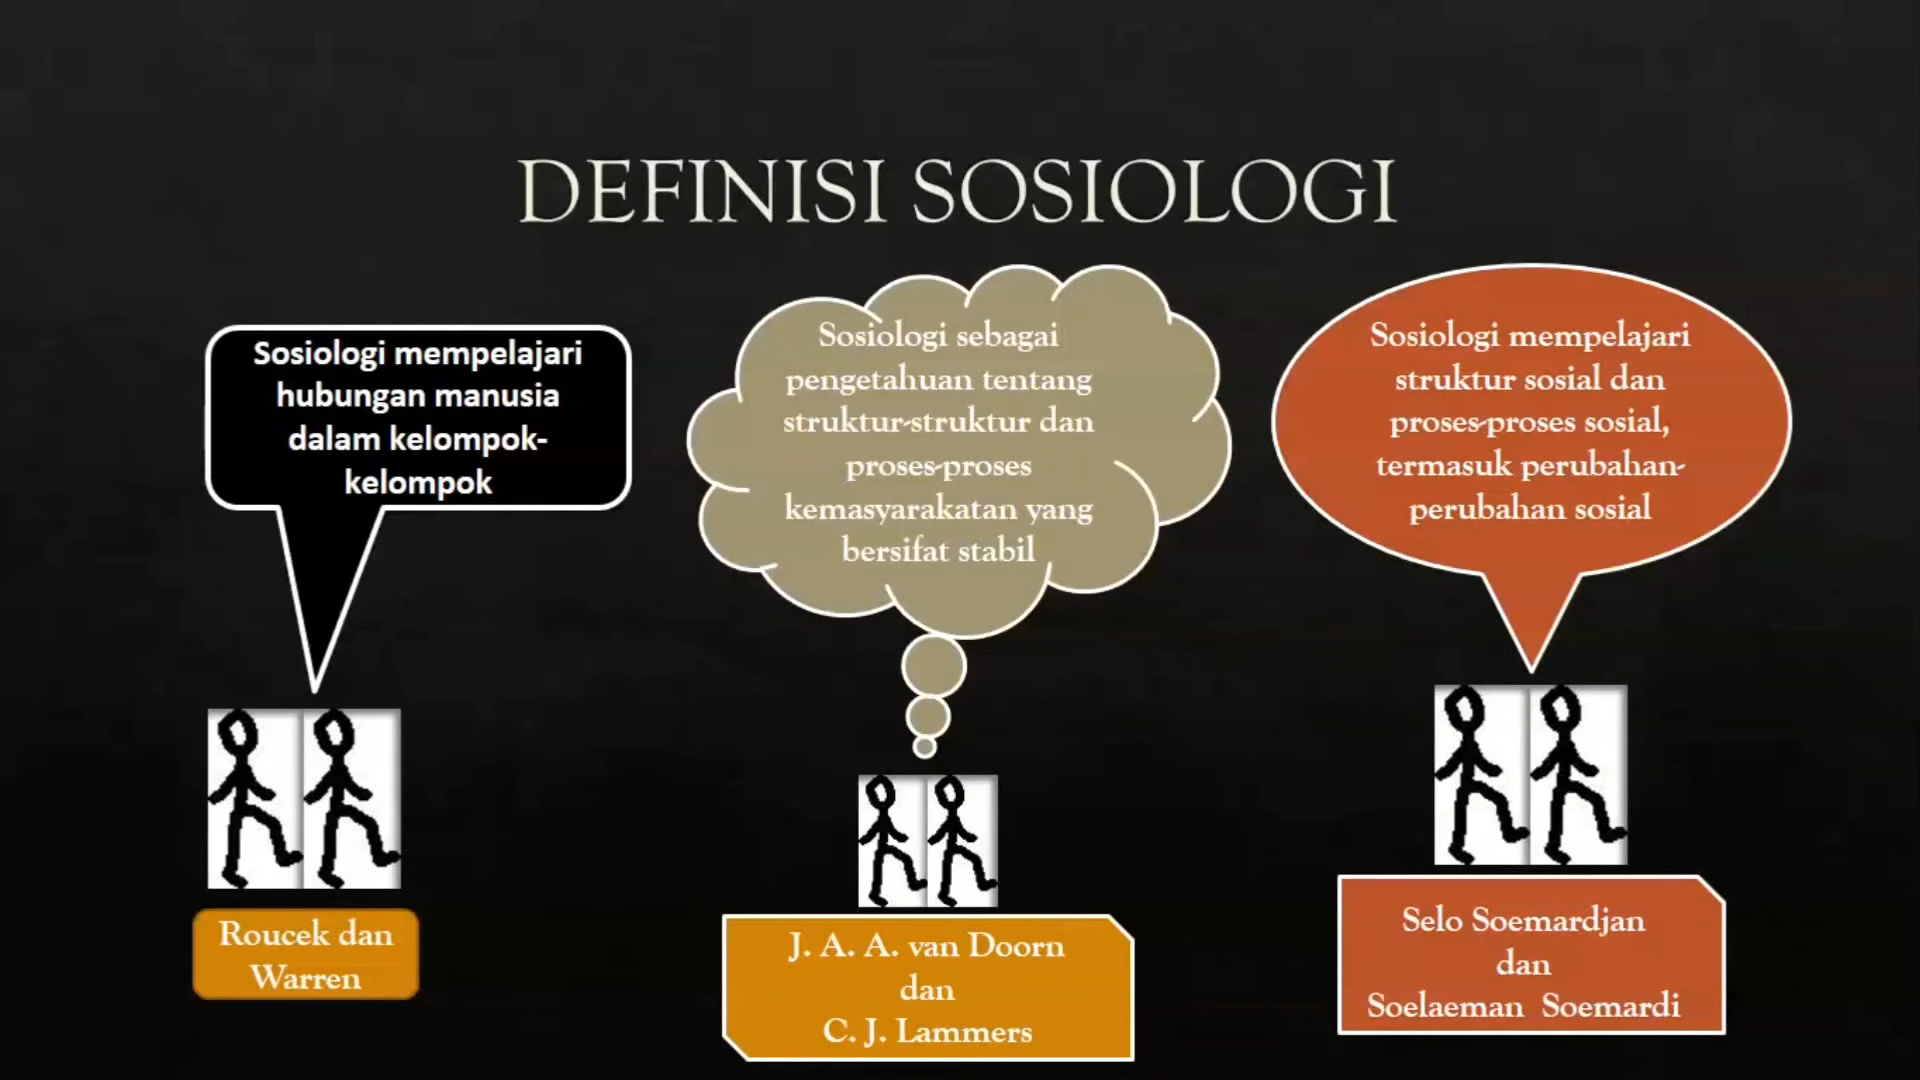 DEFINISI SOSIOLOGI
Sosiologi mempelajari
hubungan manusia
dalam kelompok-
kelompok
Sosiologi sebagai
pengetahuan tentang
struktur-struktur dan
proses-proses
kemasyarakatan yang
bersifat stabil
Sosiologi mempelajari
struktur sosial dan
proses-proses sosial,
termasuk perubahan-
perubahan sosial
Roucek dan
Warren
J. A. A. van Doorn
dan
C. J. Lammers
Selo Soemardjan
dan
Soelaeman Soemardi